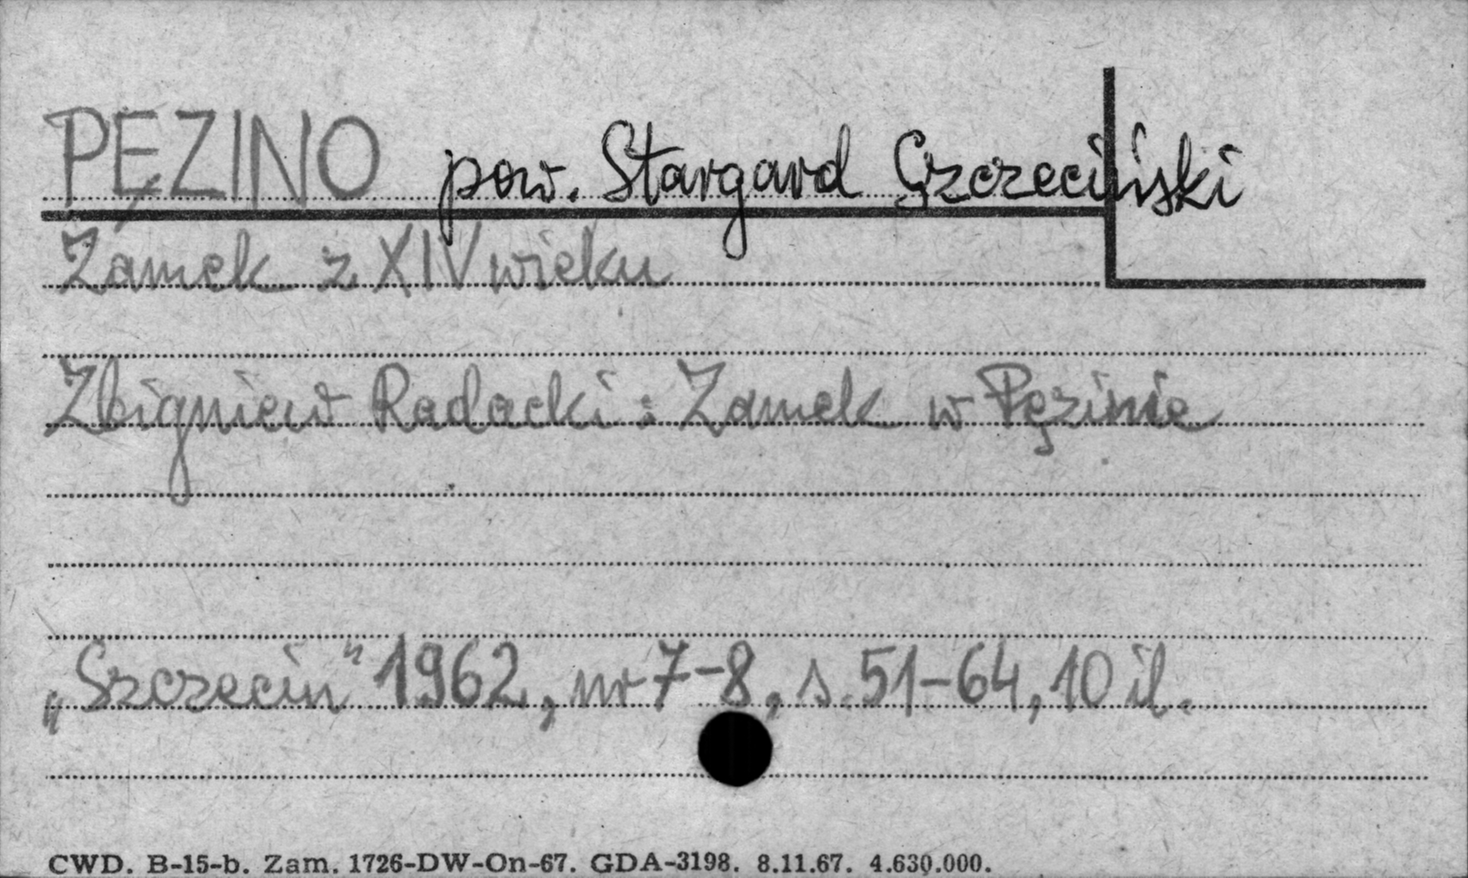 PĘZINO pow. Stargard Szczeciński
Zamek z XIV wieku
Zbigniew Radacki: Zamek w Pęzinie
„Szczecin" 1962, nr 7-8, s. 51-64, 10 il.
CWD. B-15-b. Zam. 1726-DW-On-67. GDA-3198. 8.11.67. 4.630.000.